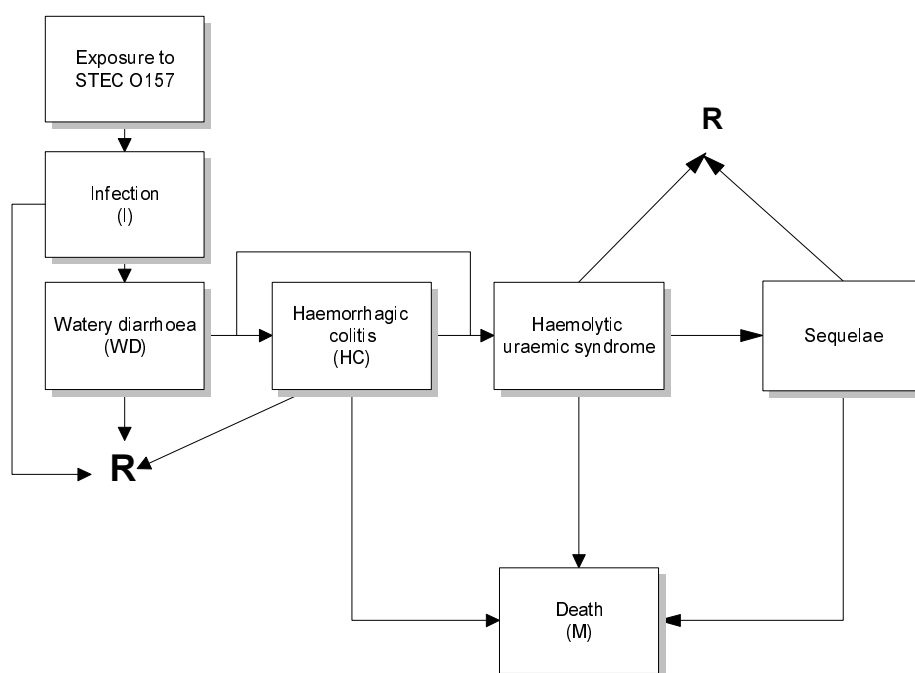 Exposure to
STEC O157
R
Infection
(I)
Watery diarrhoea
(WD)
Haemorrhagic
colitis
(HC)
Haemolytic
uraemic syndrome
Sequelae
R
Death
(M)